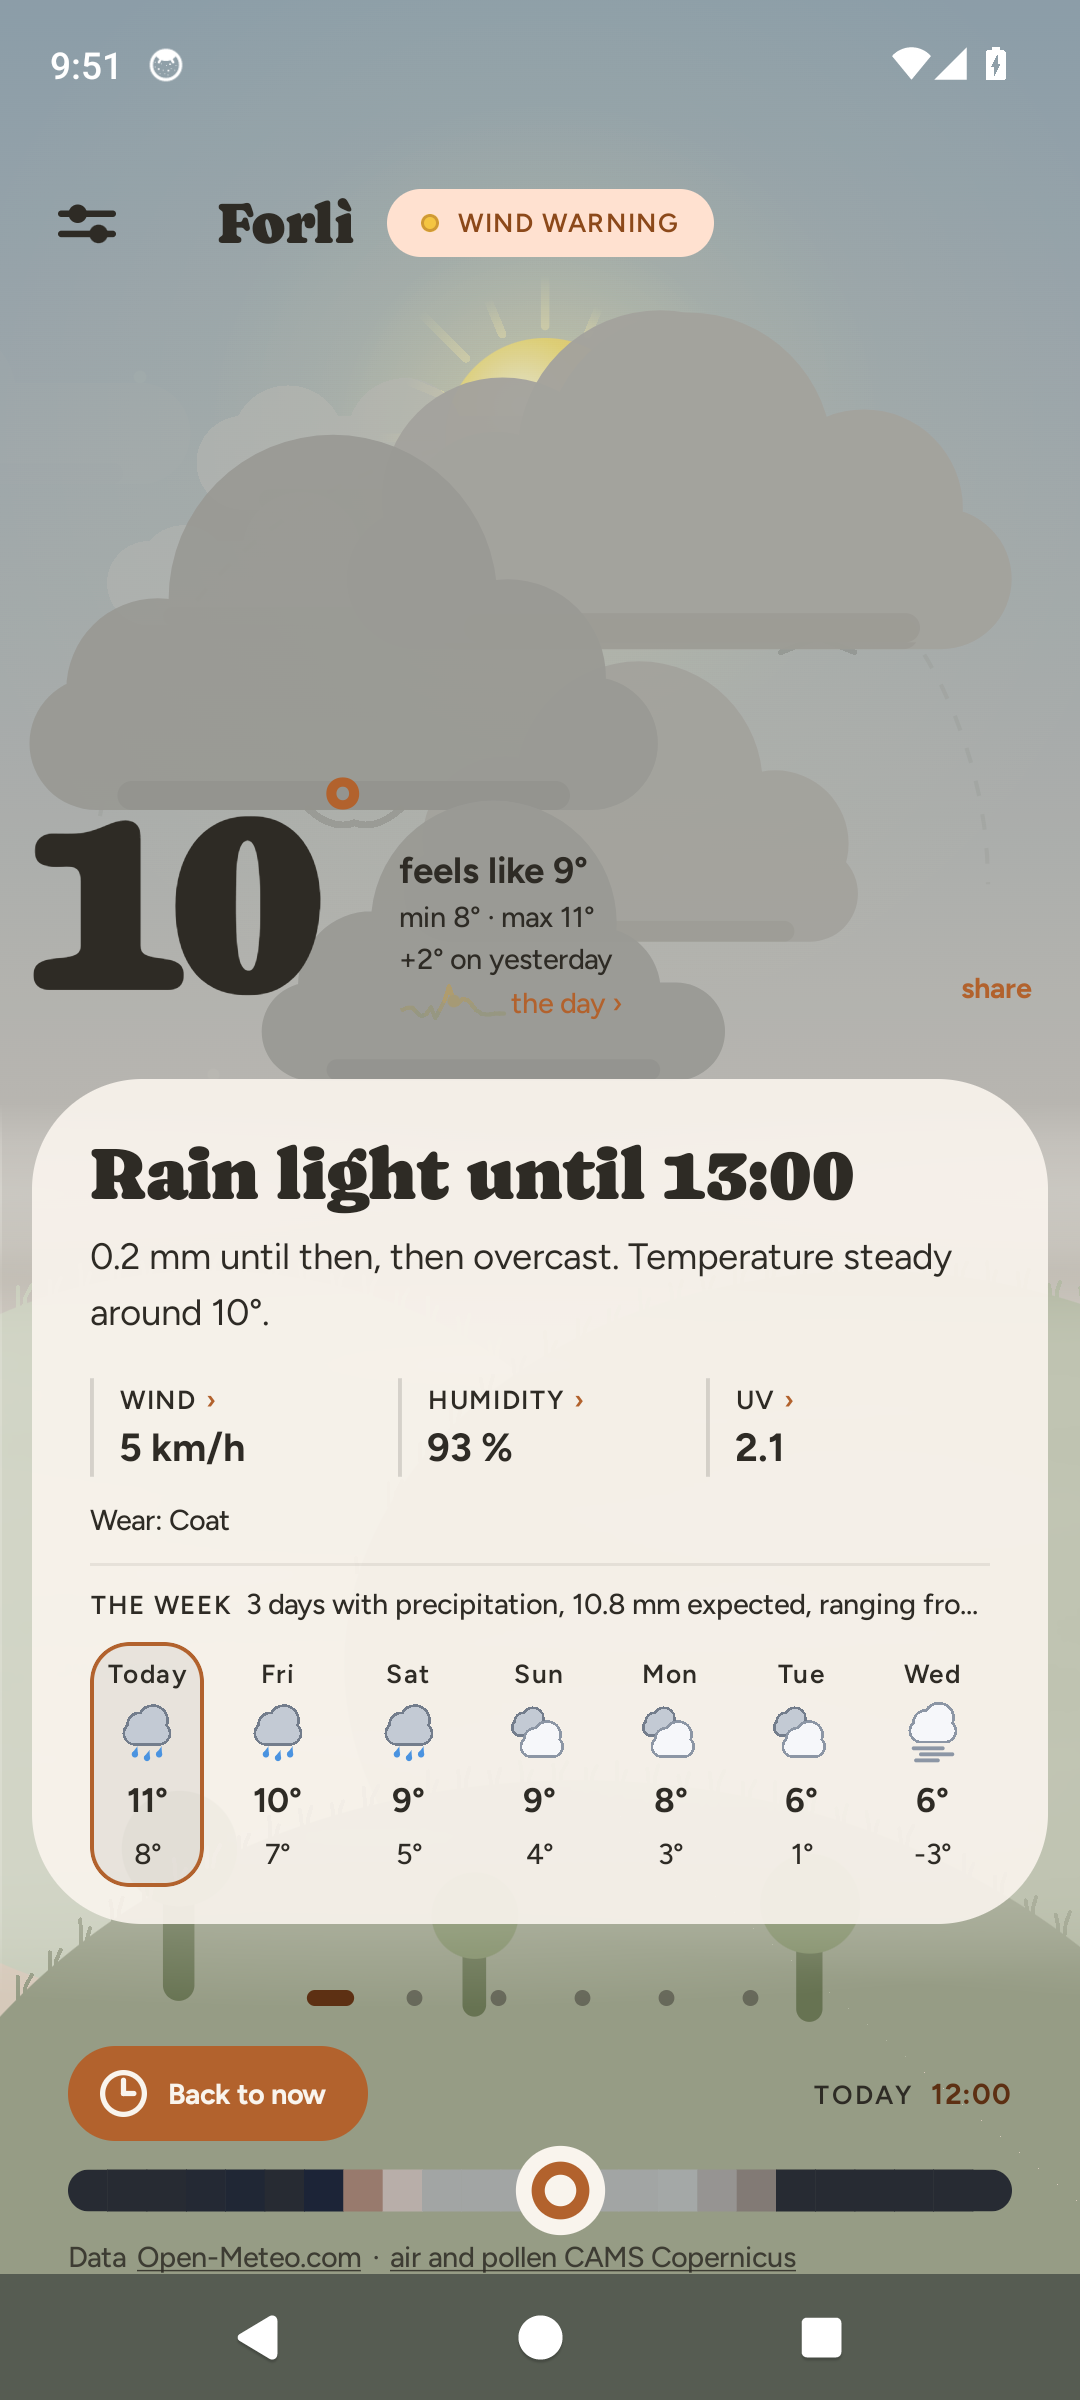 9:51
Forlì
WIND WARNING
10
feels like 9°
min 8° · max 11°
+2° on yesterday
the day ›
share
Rain light until 13:00
0.2 mm until then, then overcast. Temperature steady
around 10°.
WIND › HUMIDITY › UV ›
5 km/h 93 % 2.1
Wear: Coat
THE WEEK 3 days with precipitation, 10.8 mm expected, ranging fro...
Today Fri Sat Sun Mon Tue Wed
11° 10° 9° 9° 8° 6° 6°
8° 7° 5° 4° 3° 1° -3°
Back to now
TODAY 12:00
Data Open-Meteo.com · air and pollen CAMS Copernicus